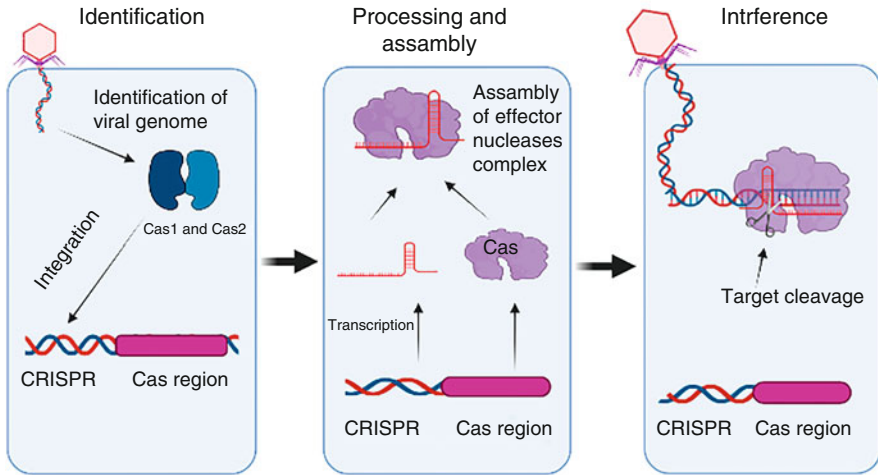 Identification
Identification of
viral genome
Cas1 and Cas2
Integration
CRISPR Cas region
Processing and
assambly
Assambly
of effector
nucleases
complex
Cas
Transcription
CRISPR Cas region
Intrference
Target cleavage
CRISPR Cas region